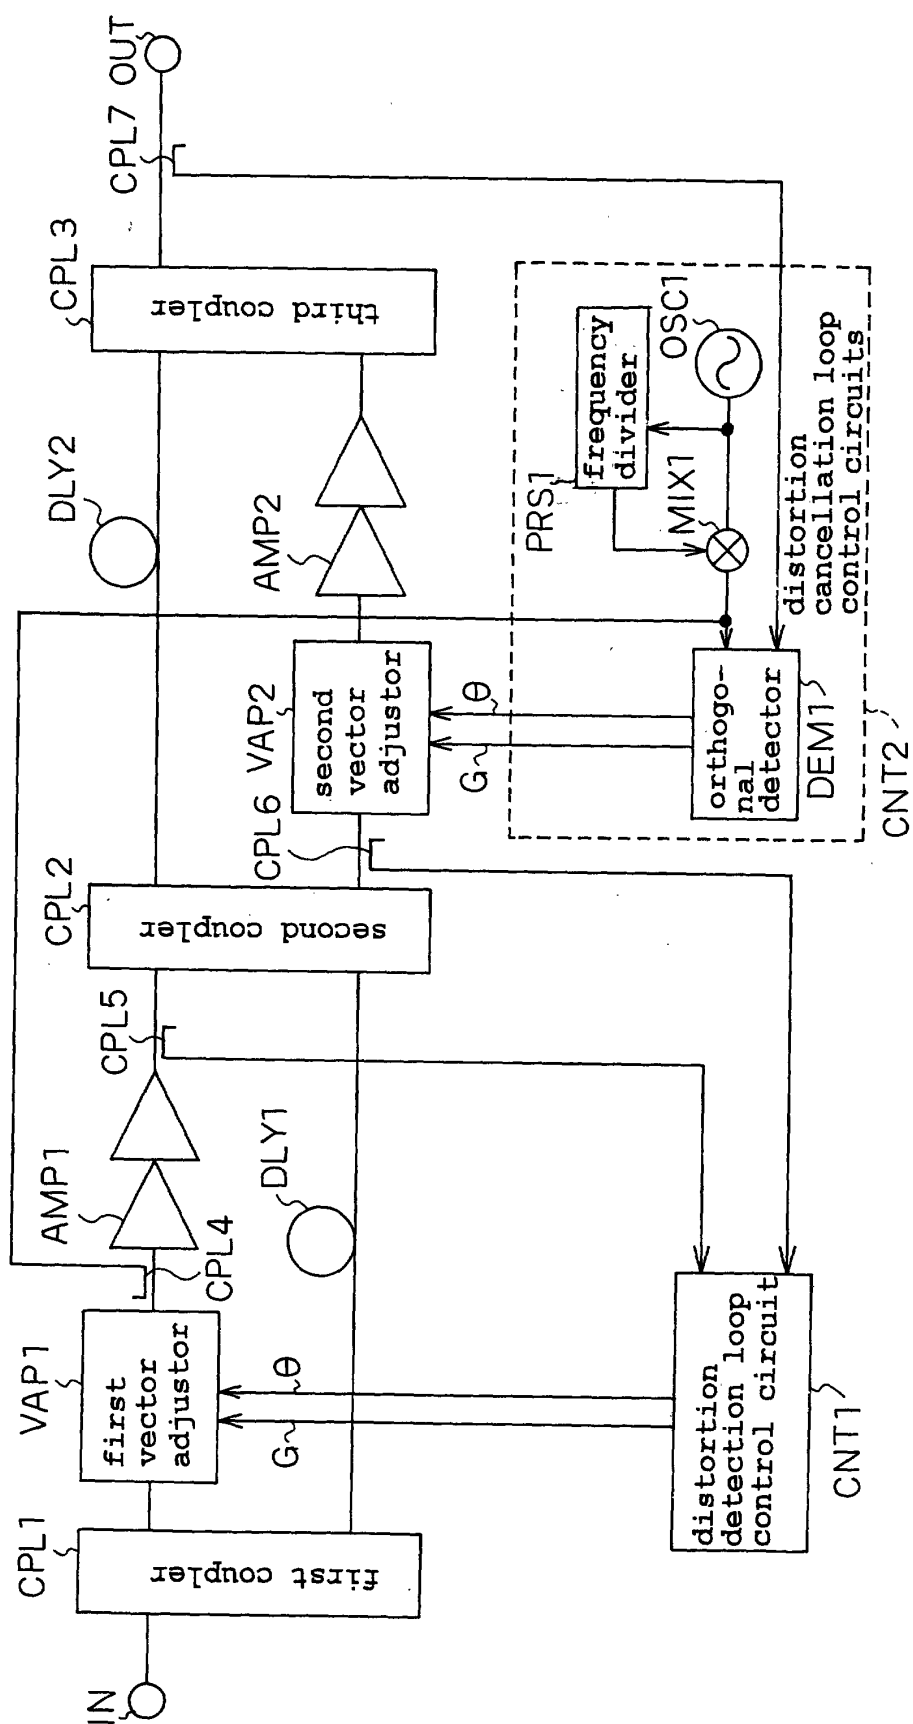 IN
CPL1
first coupler
VAP1
first
vector
adjustor
G
θ
CPL4
AMP1
DLY1
CPL5
CPL2
second coupler
CPL6
VAP2
second
vector
adjustor
G
θ
AMP2
DLY2
CPL3
third coupler
CPL7
OUT
distortion
detection loop
control circuit
CNT1
orthogo-
nal
detector
DEM1
MIX1
PRS1
frequency
divider
OSC1
distortion
cancellation loop
control circuits
CNT2